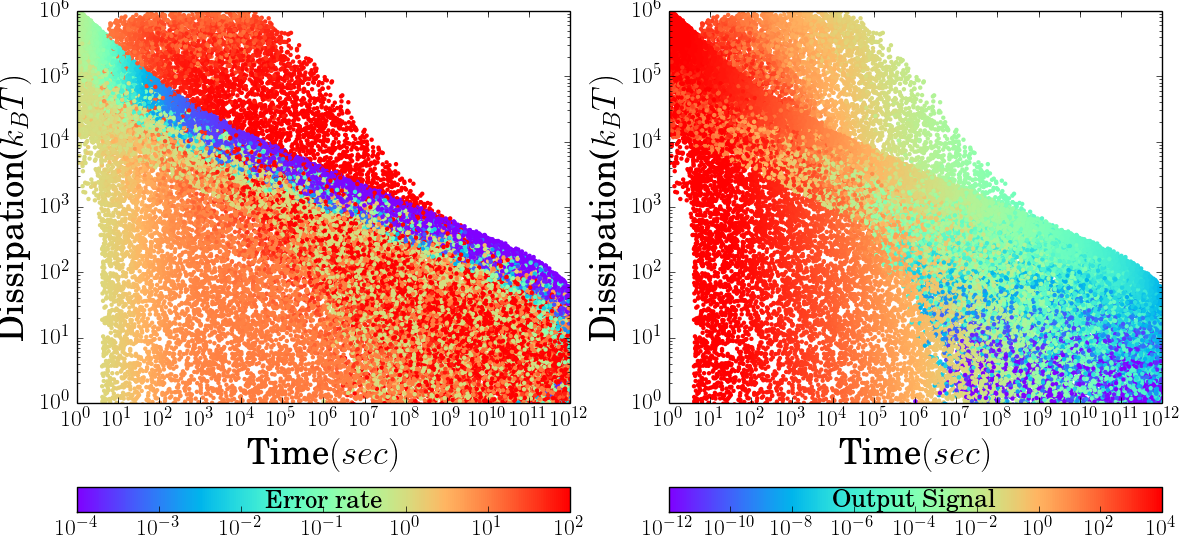 Dissipation(k_BT)
10^6
10^5
10^4
10^3
10^2
10^1
10^0
10^0 10^1 10^2 10^3 10^4 10^5 10^6 10^7 10^8 10^9 10^10 10^11 10^12
Time(sec)
Error rate
10^-4 10^-3 10^-2 10^-1 10^0 10^1 10^2
Dissipation(k_BT)
10^6
10^5
10^4
10^3
10^2
10^1
10^0
10^0 10^1 10^2 10^3 10^4 10^5 10^6 10^7 10^8 10^9 10^10 10^11 10^12
Time(sec)
Output Signal
10^-12 10^-10 10^-8 10^-6 10^-4 10^-2 10^0 10^2 10^4